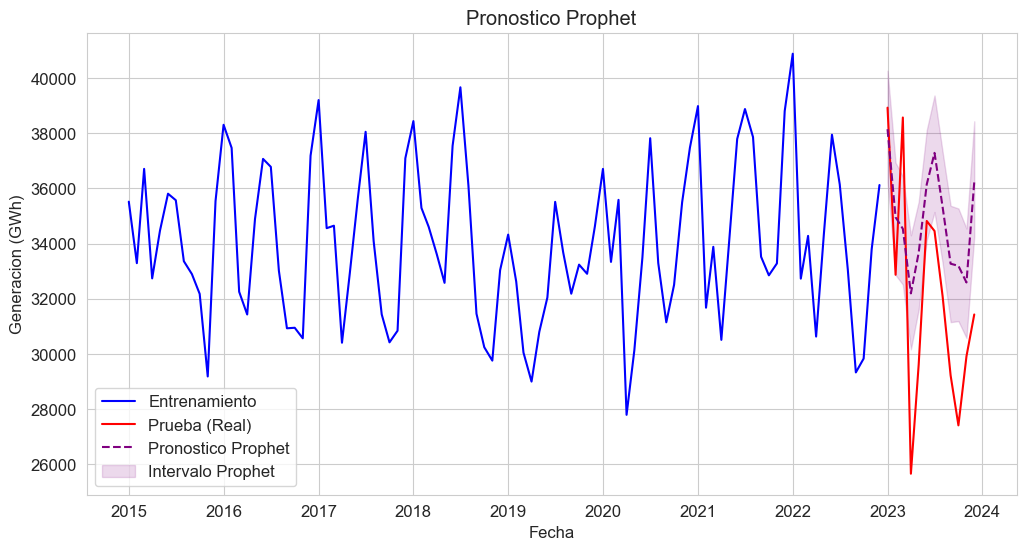 Pronostico Prophet
Generacion (GWh)
40000
38000
36000
34000
32000
30000
28000
26000
Entrenamiento
Prueba (Real)
Pronostico Prophet
Intervalo Prophet
2015 2016 2017 2018 2019 2020 2021 2022 2023 2024
Fecha